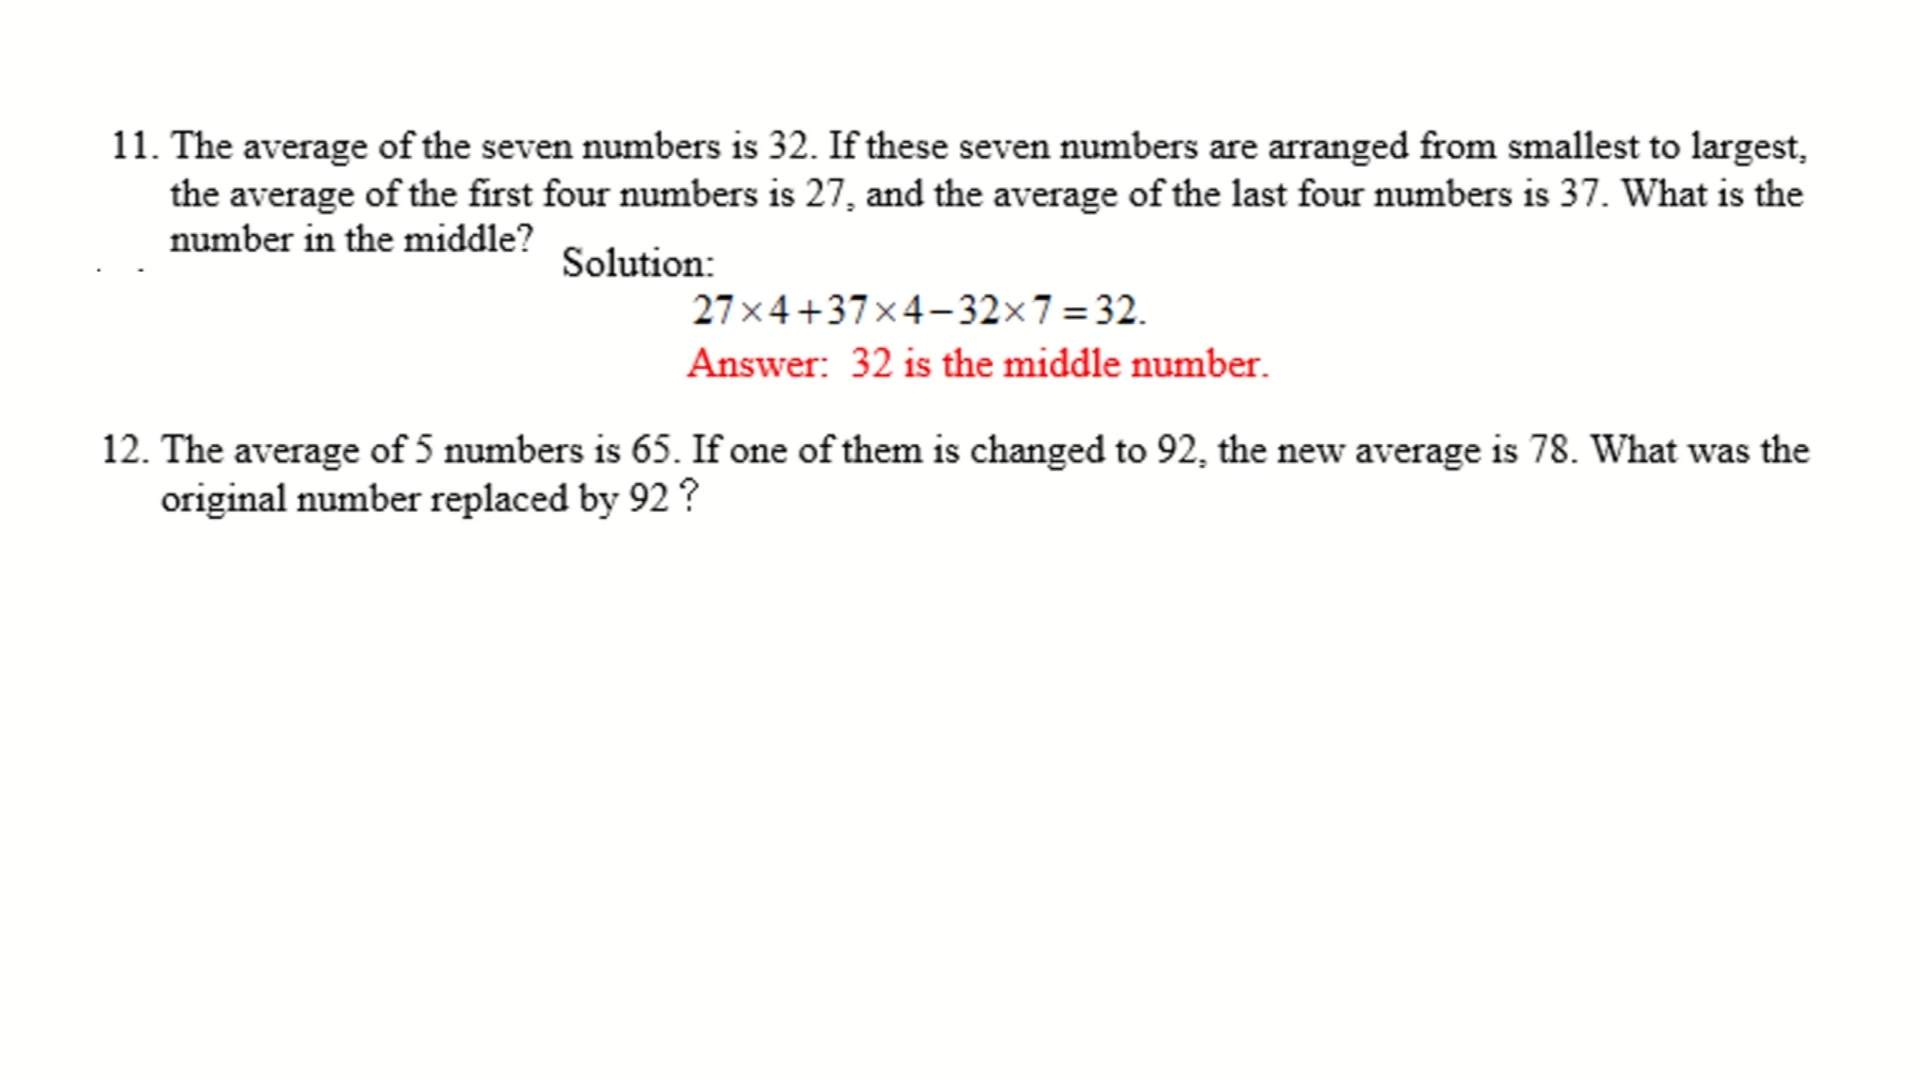 11. The average of the seven numbers is 32. If these seven numbers are arranged from smallest to largest,
the average of the first four numbers is 27, and the average of the last four numbers is 37. What is the
number in the middle?
Solution:
27×4+37×4−32×7=32.
Answer: 32 is the middle number.
12. The average of 5 numbers is 65. If one of them is changed to 92, the new average is 78. What was the
original number replaced by 92？